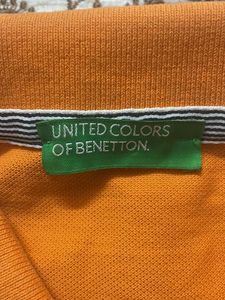 UNITED COLORS
OF BENETTON.